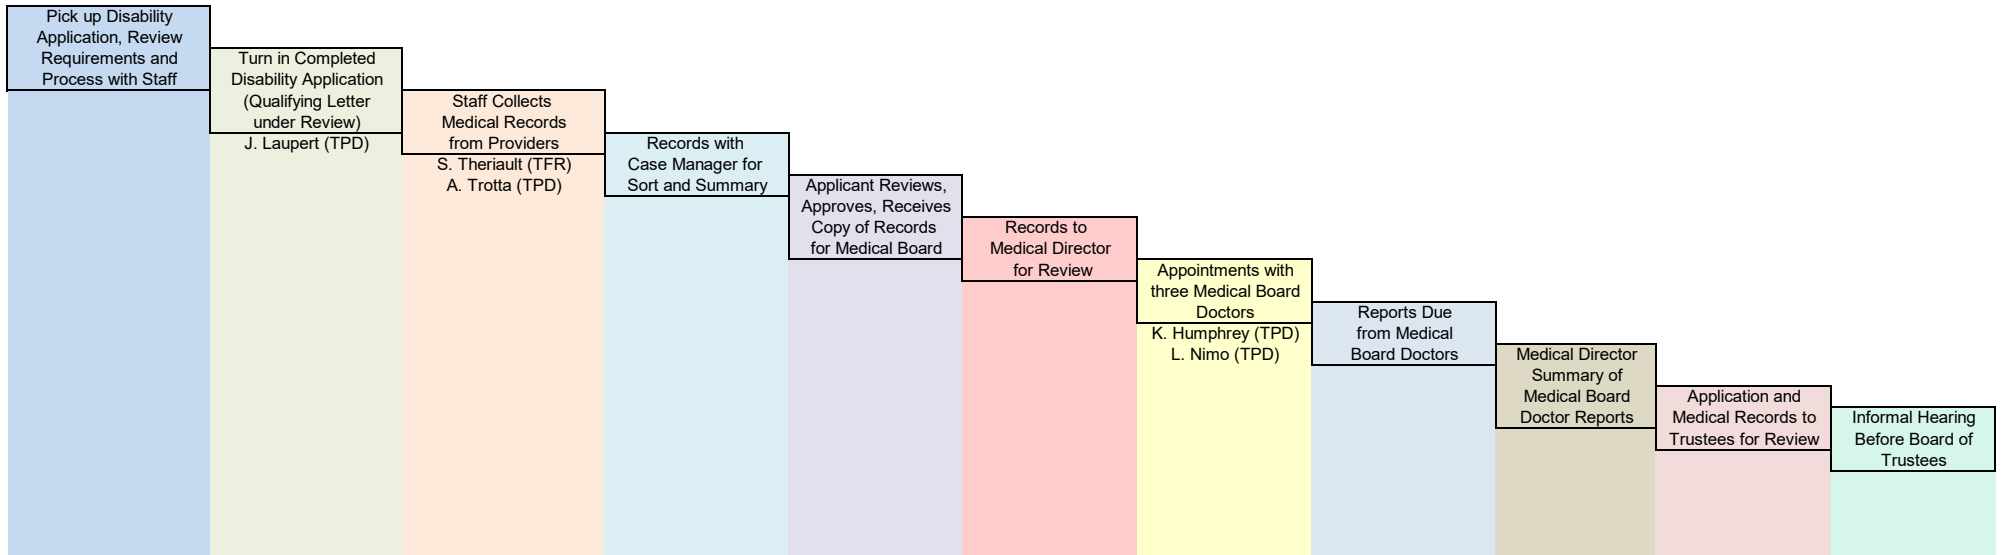 Pick up Disability
Application, Review
Requirements and
Process with Staff
Turn in Completed
Disability Application
(Qualifying Letter
under Review)
J. Laupert (TPD)
Staff Collects
Medical Records
from Providers
S. Theriault (TFR)
A. Trotta (TPD)
Records with
Case Manager for
Sort and Summary
Applicant Reviews,
Approves, Receives
Copy of Records
for Medical Board
Records to
Medical Director
for Review
Appointments with
three Medical Board
Doctors
K. Humphrey (TPD)
L. Nimo (TPD)
Reports Due
from Medical
Board Doctors
Medical Director
Summary of
Medical Board
Doctor Reports
Application and
Medical Records to
Trustees for Review
Informal Hearing
Before Board of
Trustees